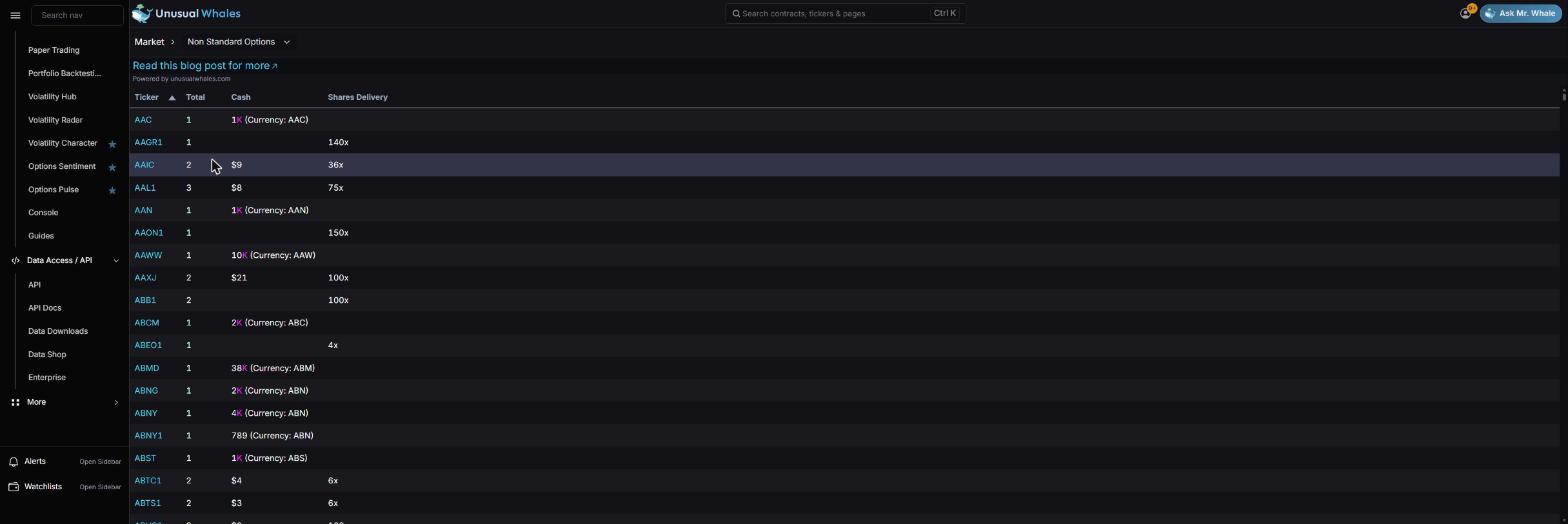 Search nav
Unusual Whales
Search contracts, tickers & pages Ctrl K
9+
Ask Mr. Whale
Paper Trading
Portfolio Backtesti...
Volatility Hub
Volatility Radar
Volatility Character
Options Sentiment
Options Pulse
Console
Guides
Data Access / API
API
API Docs
Data Downloads
Data Shop
Enterprise
More
Alerts Open Sidebar
Watchlists Open Sidebar
Market > Non Standard Options
Read this blog post for more
Powered by unusualwhales.com
Ticker Total Cash Shares Delivery
AAC 1 1K (Currency: AAC)
AAGR1 1 140x
AAIC 2 $9 36x
AAL1 3 $8 75x
AAN 1 1K (Currency: AAN)
AAON1 1 150x
AAWW 1 10K (Currency: AAW)
AAXJ 2 $21 100x
ABB1 2 100x
ABCM 1 2K (Currency: ABC)
ABEO1 1 4x
ABMD 1 38K (Currency: ABM)
ABNG 1 2K (Currency: ABN)
ABNY 1 4K (Currency: ABN)
ABNY1 1 789 (Currency: ABN)
ABST 1 1K (Currency: ABS)
ABTC1 2 $4 6x
ABTS1 2 $3 6x